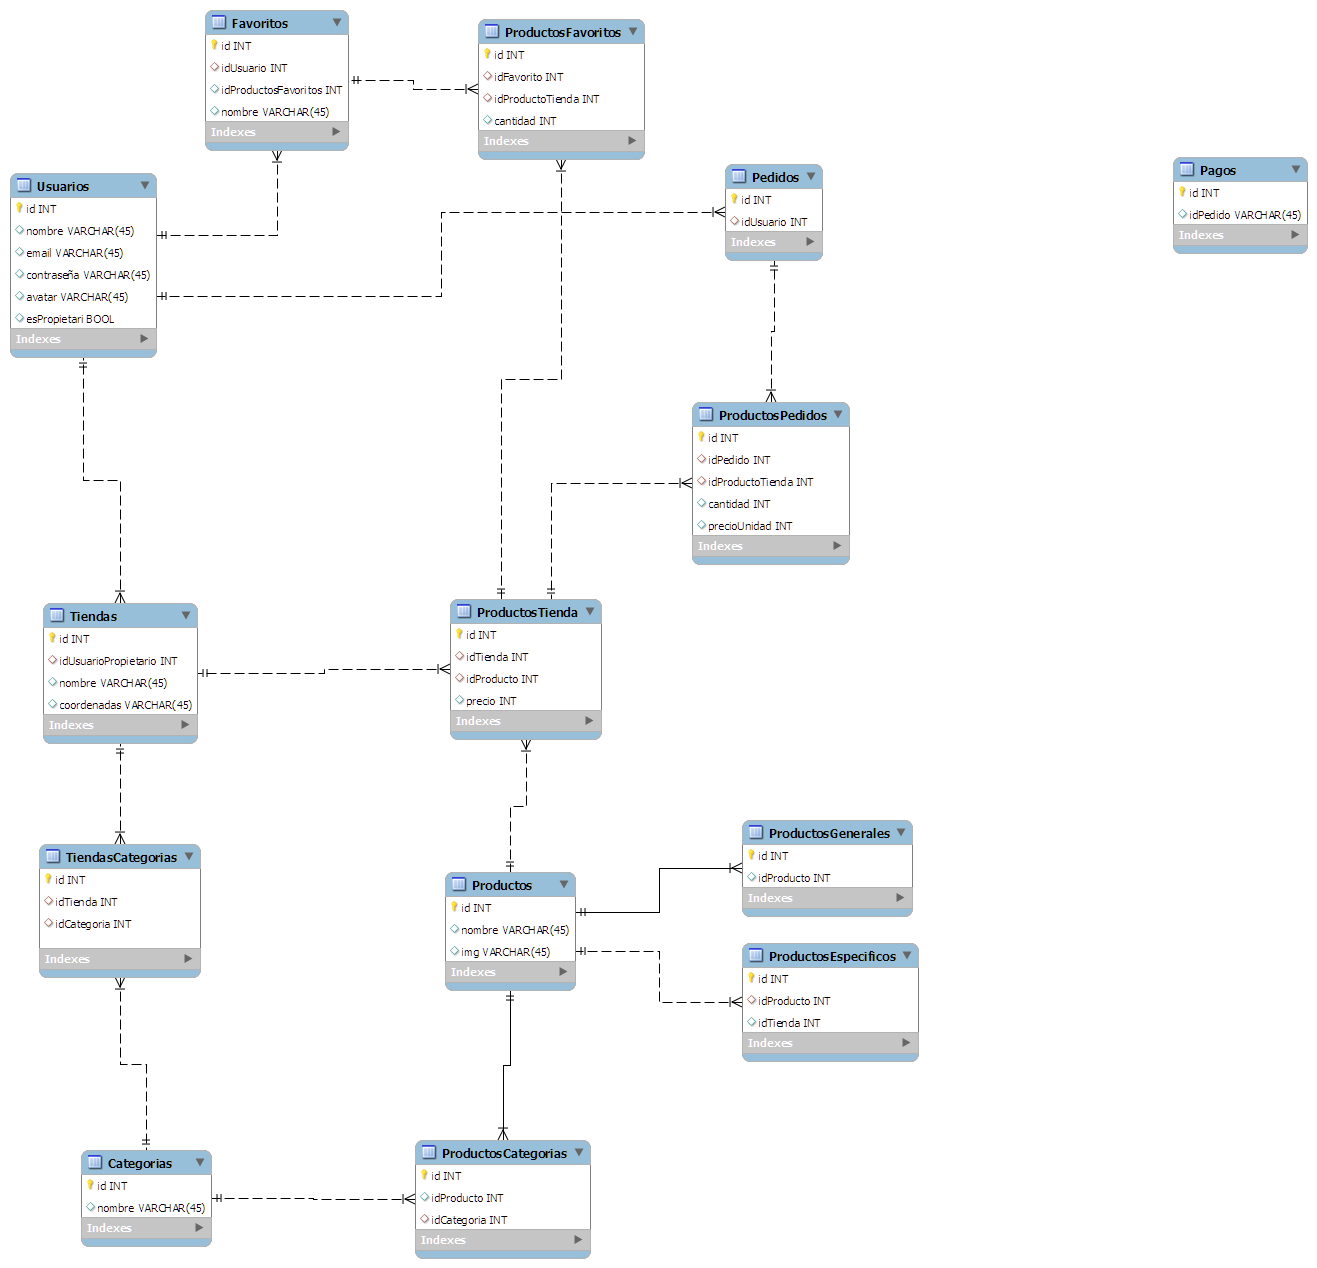 Favoritos
id INT
idUsuario INT
idProductosFavoritos INT
nombre VARCHAR(45)
Indexes
ProductosFavoritos
id INT
idFavorito INT
idProductoTienda INT
cantidad INT
Indexes
Usuarios
id INT
nombre VARCHAR(45)
email VARCHAR(45)
contraseña VARCHAR(45)
avatar VARCHAR(45)
esPropietari BOOL
Indexes
Pedidos
id INT
idUsuario INT
Indexes
Pagos
id INT
idPedido VARCHAR(45)
Indexes
ProductosPedidos
id INT
idPedido INT
idProductoTienda INT
cantidad INT
precioUnidad INT
Indexes
Tiendas
id INT
idUsuarioPropietario INT
nombre VARCHAR(45)
coordenadas VARCHAR(45)
Indexes
ProductosTienda
id INT
idTienda INT
idProducto INT
precio INT
Indexes
TiendasCategorias
id INT
idTienda INT
idCategoria INT
Indexes
Productos
id INT
nombre VARCHAR(45)
img VARCHAR(45)
Indexes
ProductosGenerales
id INT
idProducto INT
Indexes
ProductosEspecificos
id INT
idProducto INT
idTienda INT
Indexes
Categorias
id INT
nombre VARCHAR(45)
Indexes
ProductosCategorias
id INT
idProducto INT
idCategoria INT
Indexes